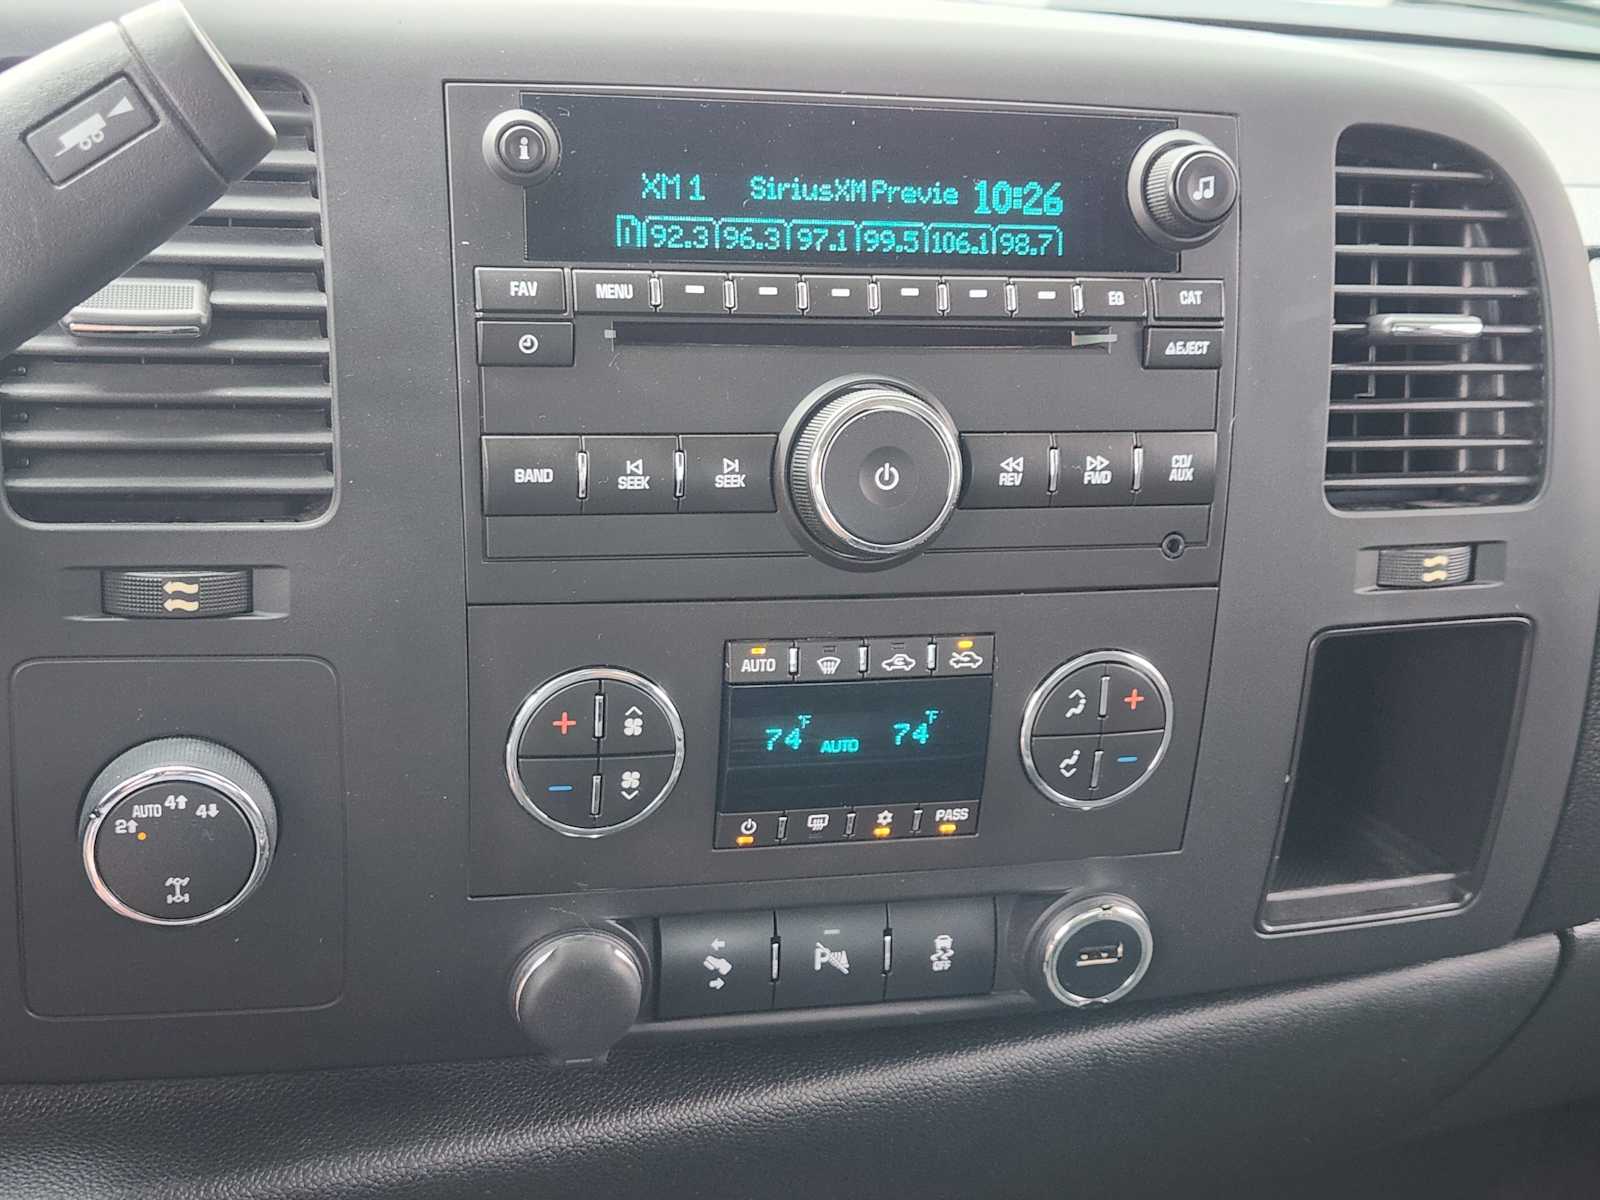 i
XM 1 SiriusXM Previe 10:26
1 92.3 96.3 97.1 99.5 106.1 98.7
FAV MENU EQ CAT
EJECT
BAND SEEK SEEK REV FWD CD/AUX
AUTO
74°F AUTO 74°F
PASS
2 AUTO 4 4
P OFF